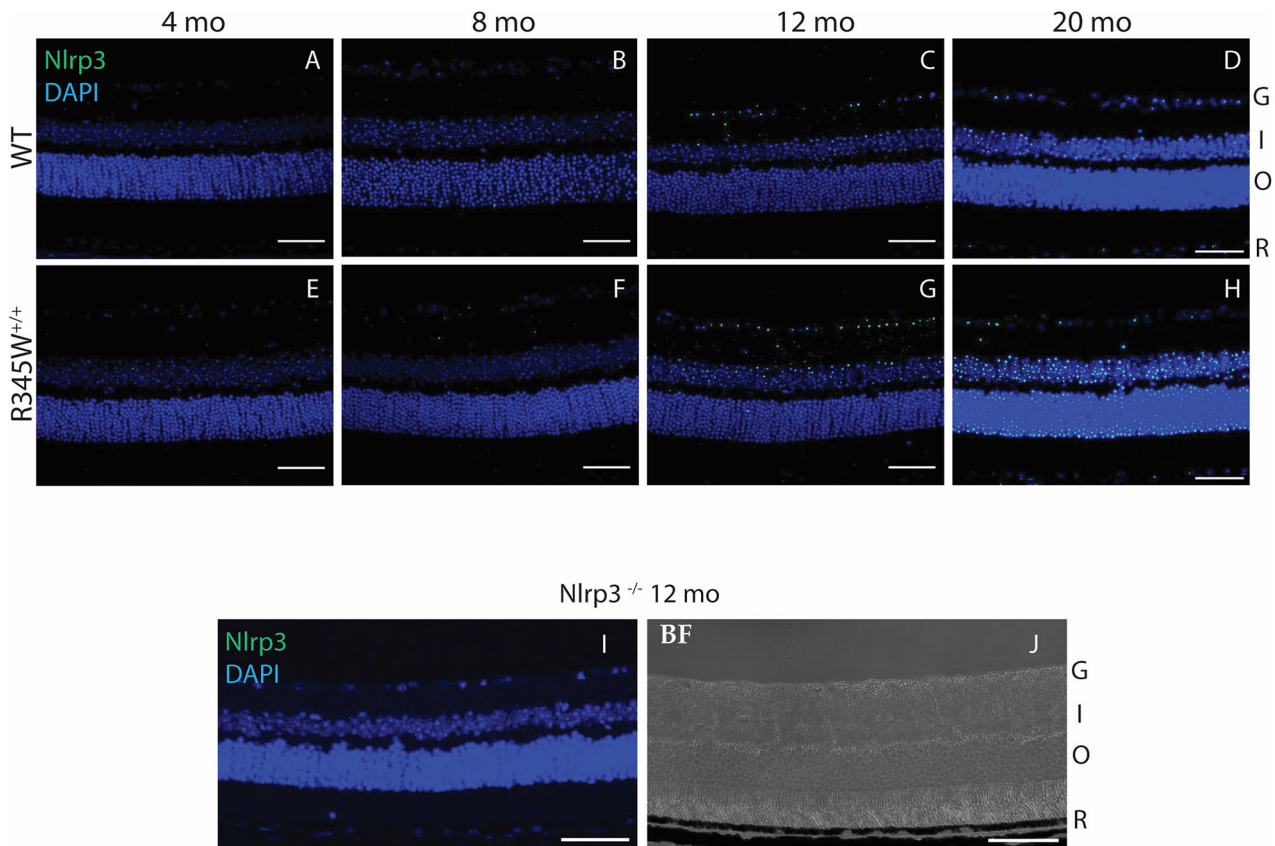 4 mo 8 mo 12 mo 20 mo
Nlrp3
DAPI
A B C D
WT
G
I
O
R
E F G H
R345W+/+
Nlrp3 -/- 12 mo
Nlrp3
DAPI
I
BF
J
G
I
O
R